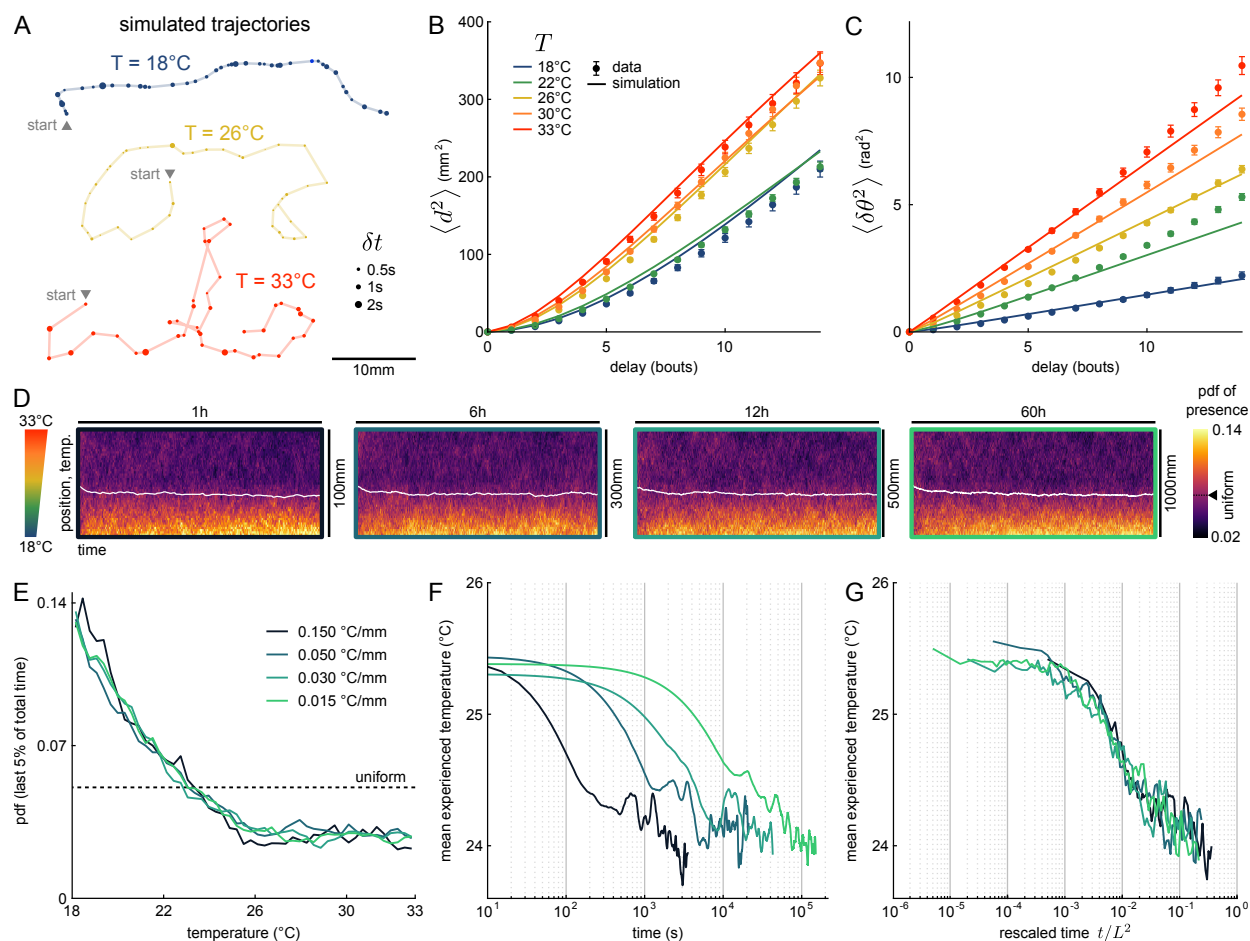 A
simulated trajectories
T = 18°C
start
T = 26°C
start
T = 33°C
start
δt
0.5s
1s
2s
10mm
B
T
18°C
22°C
26°C
30°C
33°C
data
simulation
⟨d²⟩ (mm²)
400
300
200
100
0
0 5 10
delay (bouts)
C
⟨δθ²⟩ (rad²)
10
5
0
0 5 10
delay (bouts)
D
33°C
18°C
position, temp.
time
1h
100mm
6h
300mm
12h
500mm
60h
1000mm
pdf of
presence
0.14
uniform
0.02
E
pdf (last 5% of total time)
0.14
0.07
0
0.150 °C/mm
0.050 °C/mm
0.030 °C/mm
0.015 °C/mm
uniform
18 22 26 30 33
temperature (°C)
F
mean experienced temperature (°C)
26
25
24
10¹ 10² 10³ 10⁴ 10⁵
time (s)
G
mean experienced temperature (°C)
26
25
24
10⁻⁶ 10⁻⁵ 10⁻⁴ 10⁻³ 10⁻² 10⁻¹ 10⁰
rescaled time t/L²